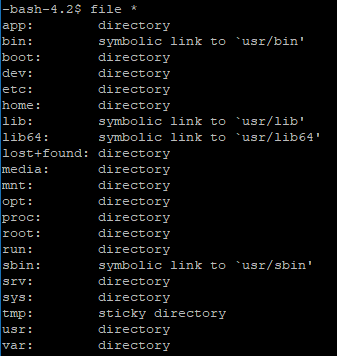 -bash-4.2$ file *
app:        directory
bin:        symbolic link to `usr/bin'
boot:       directory
dev:        directory
etc:        directory
home:       directory
lib:        symbolic link to `usr/lib'
lib64:      symbolic link to `usr/lib64'
lost+found: directory
media:      directory
mnt:        directory
opt:        directory
proc:       directory
root:       directory
run:        directory
sbin:       symbolic link to `usr/sbin'
srv:        directory
sys:        directory
tmp:        sticky directory
usr:        directory
var:        directory